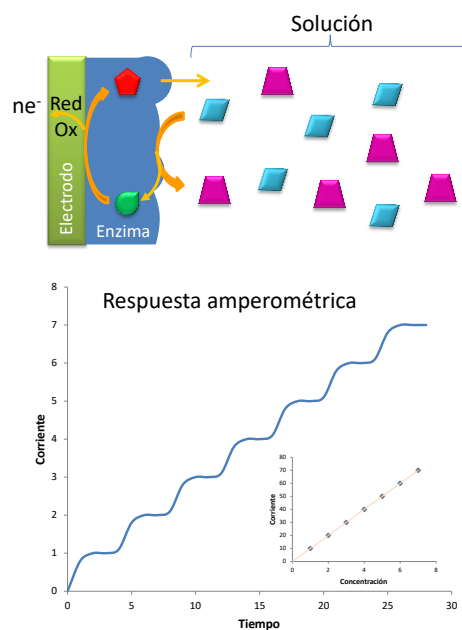 Solución
ne⁻
Red
Ox
Electrodo
Enzima
Respuesta amperométrica
Corriente
8
7
6
5
4
3
2
1
0
0 5 10 15 20 25 30
Tiempo
Corriente
80
70
60
50
40
30
20
10
0
0 2 4 6 8
Concentración